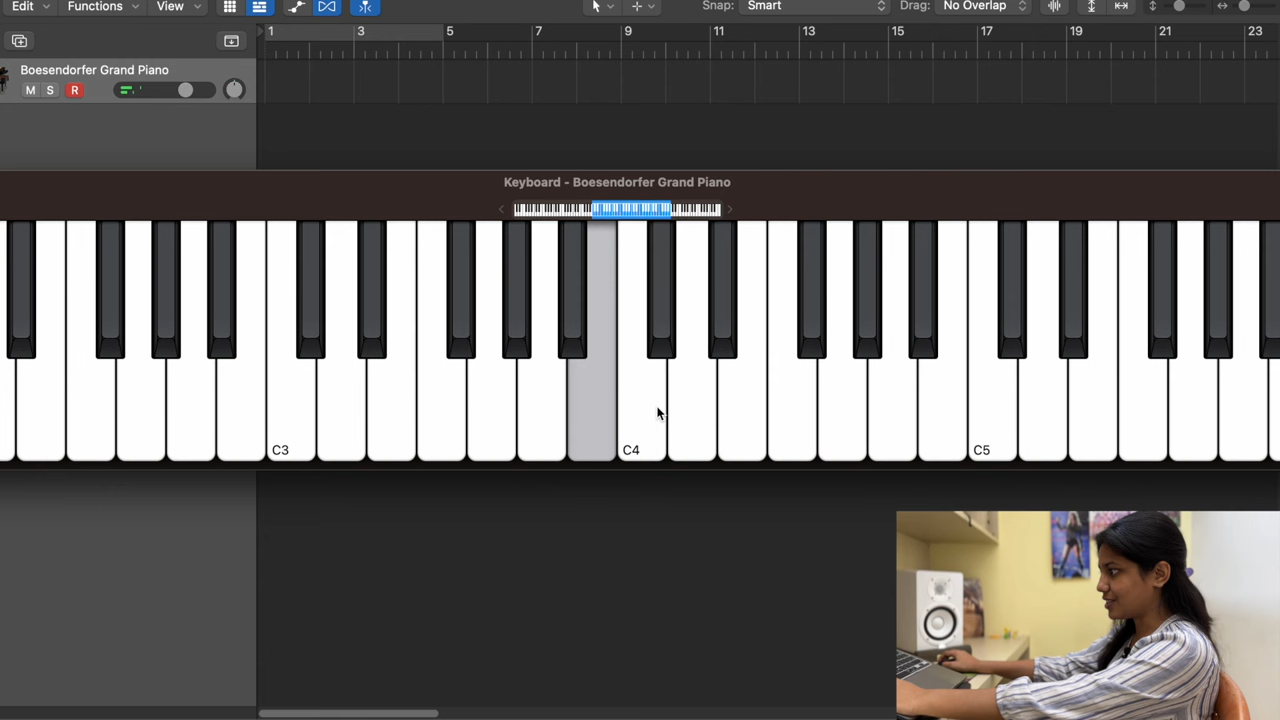 Edit Functions View Snap: Smart Drag: No Overlap
1 3 5 7 9 11 13 15 17 19 21 23
Boesendorfer Grand Piano
M S R
Keyboard - Boesendorfer Grand Piano
C3 C4 C5